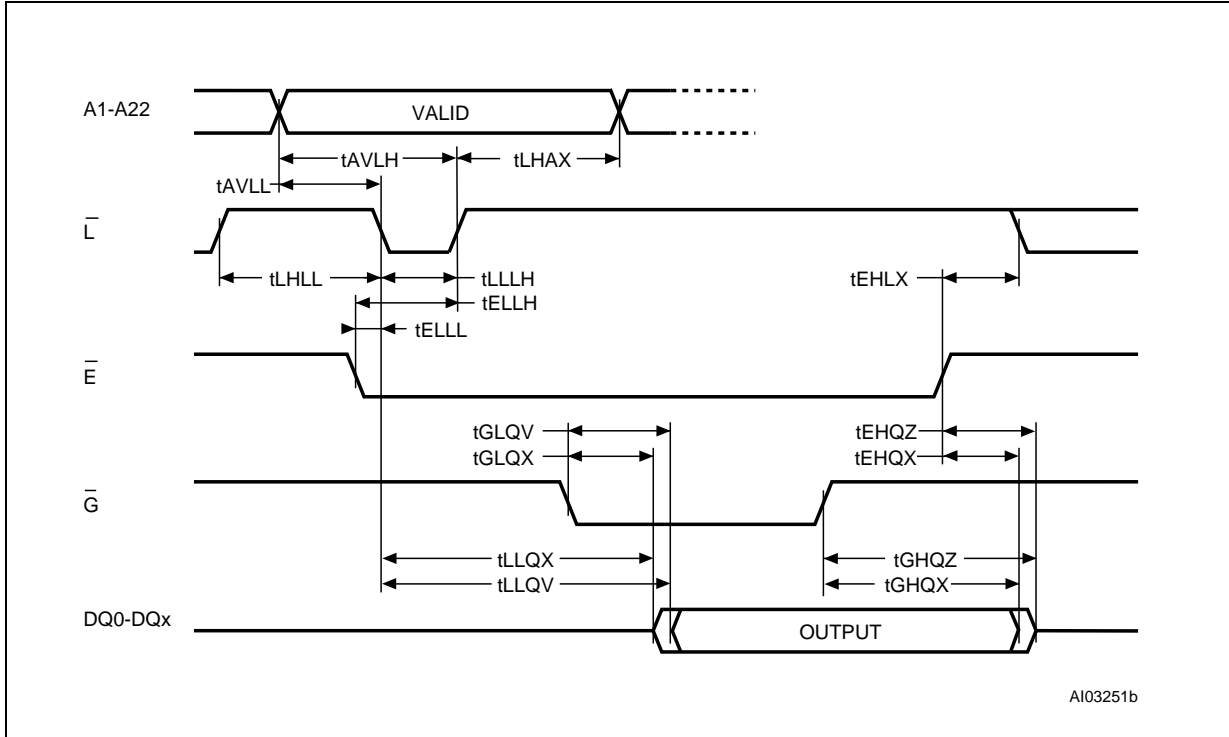 A1-A22
VALID
tAVLH
tLHAX
tAVLL
L̅
tLHLL
tLLLH
tEHLX
tELLH
tELLL
E̅
tGLQV
tEHQZ
tGLQX
tEHQX
G̅
tLLQX
tGHQZ
tLLQV
tGHQX
DQ0-DQx
OUTPUT
AI03251b